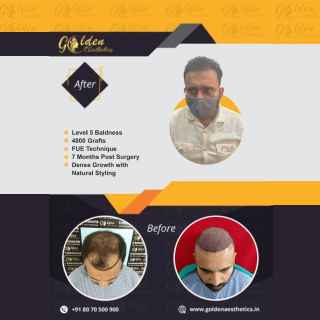 Golden
Aesthetics
After
Level 5 Baldness
4800 Grafts
FUE Technique
7 Months Post Surgery
Dense Growth with
Natural Styling
Before
+91 80 70 500 900
www.goldenaesthetics.in